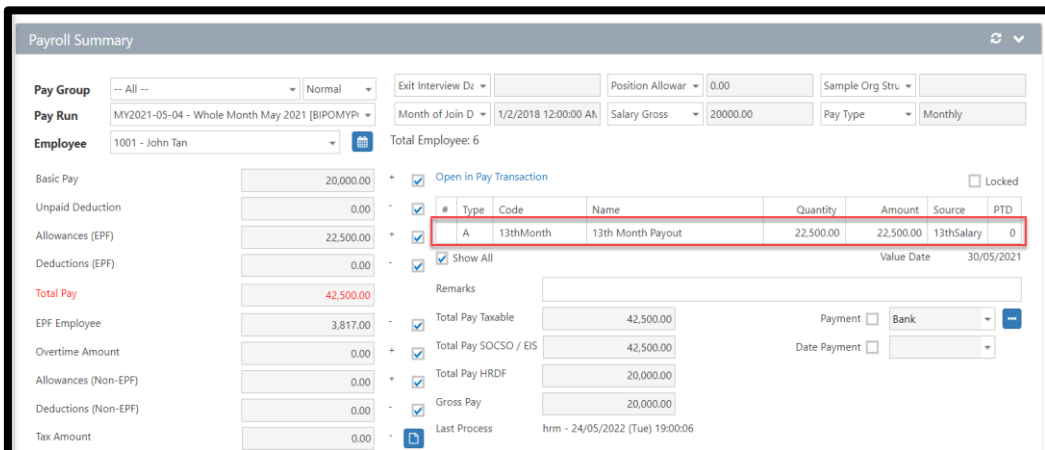 Payroll Summary
Pay Group -- All -- Normal Exit Interview Da Position Allowar 0.00 Sample Org Stru
Pay Run MY2021-05-04 - Whole Month May 2021 [BIPOMYP( Month of Join D 1/2/2018 12:00:00 AM Salary Gross 20000.00 Pay Type Monthly
Employee 1001 - John Tan Total Employee: 6
Basic Pay 20,000.00 + Open in Pay Transaction Locked
Unpaid Deduction 0.00 - # Type Code Name Quantity Amount Source PTD
Allowances (EPF) 22,500.00 + A 13thMonth 13th Month Payout 22,500.00 22,500.00 13thSalary 0
Deductions (EPF) 0.00 - Show All Value Date 30/05/2021
Total Pay 42,500.00 Remarks
EPF Employee 3,817.00 - Total Pay Taxable 42,500.00 Payment Bank
Overtime Amount 0.00 + Total Pay SOCSO / EIS 42,500.00 Date Payment
Allowances (Non-EPF) 0.00 + Total Pay HRDF 20,000.00
Deductions (Non-EPF) 0.00 - Gross Pay 20,000.00
Tax Amount 0.00 - Last Process hrm - 24/05/2022 (Tue) 19:00:06